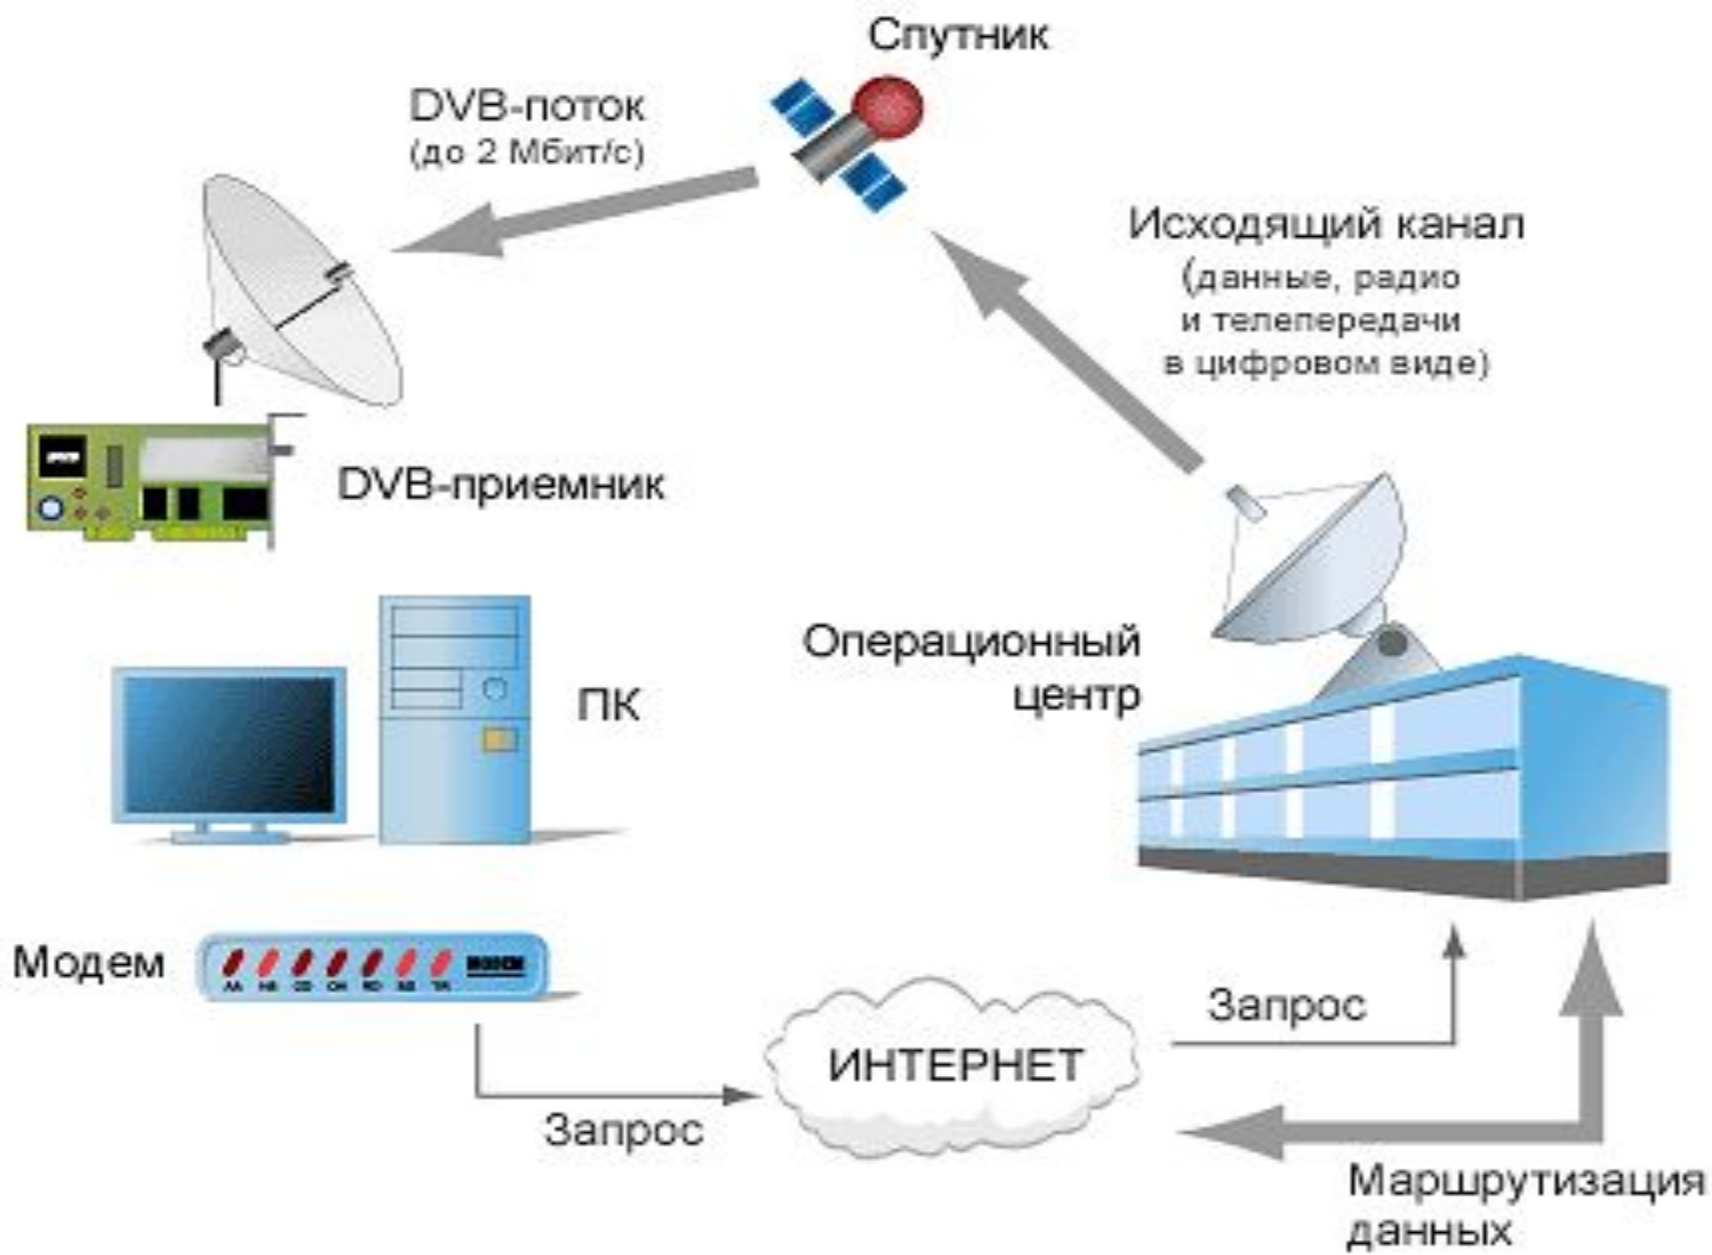 Спутник
DVB-поток
(до 2 Мбит/с)
Исходящий канал
(данные, радио
и телепередачи
в цифровом виде)
DVB-приемник
Операционный
центр
ПК
Модем
Запрос
ИНТЕРНЕТ
Запрос
Маршрутизация
данных